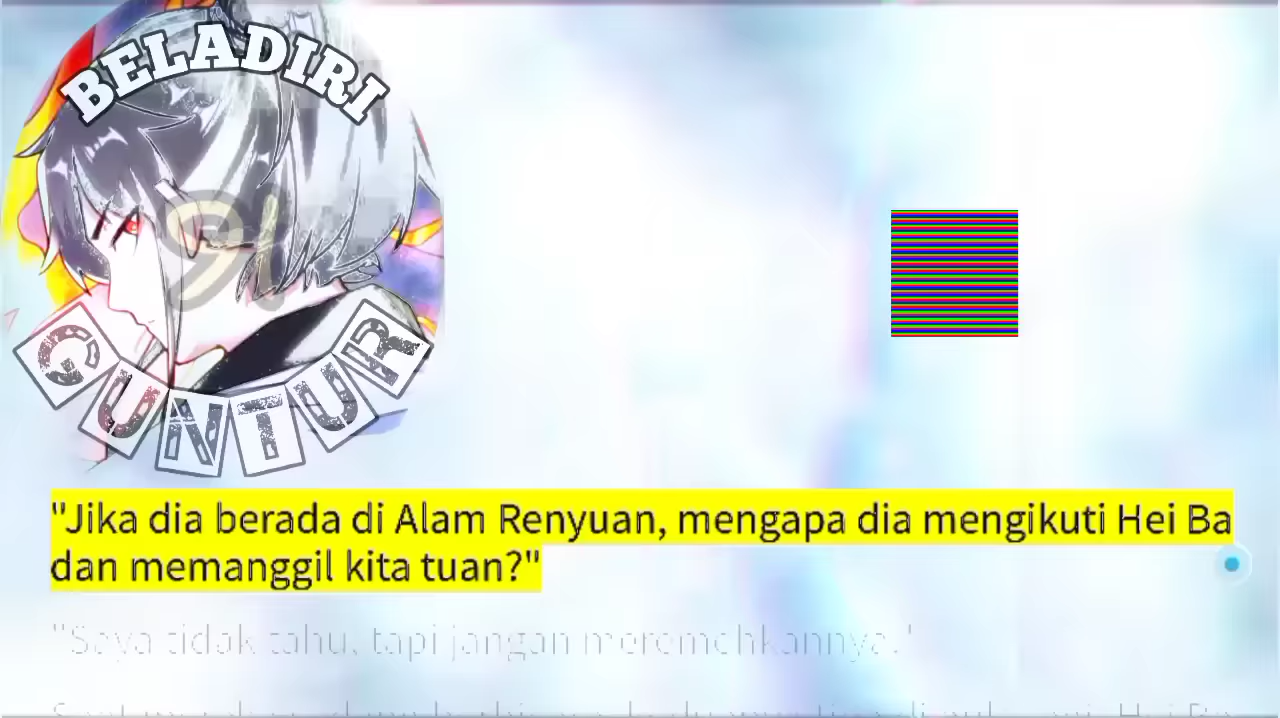 BELADIRI
GUNTUR
"Jika dia berada di Alam Renyuan, mengapa dia mengikuti Hei Ba
dan memanggil kita tuan?"
"Saya tidak tahu, tapi jangan meremehkannya."